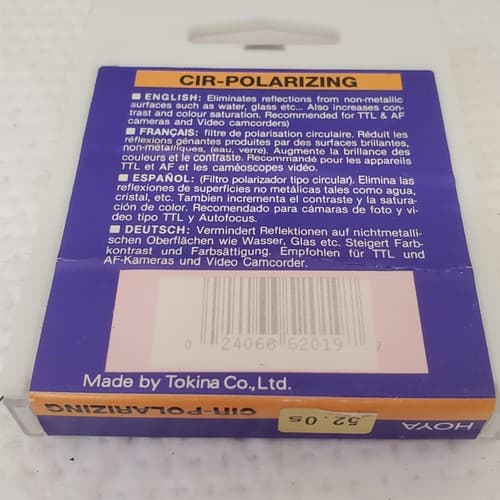 CIR-POLARIZING
■ ENGLISH: Eliminates reflections from non-metallic
surfaces such as water, glass etc... Also increases con-
trast and colour saturation. Recommended for TTL & AF
cameras and Video camcorders)
■ FRANÇAIS: filtre de polarisation circulaire. Réduit les
réflexions gênantes produites par des surfaces brillantes,
non-métalliques, (eau, verre). Augmente la brillance des
couleurs et le contraste. Recommandé pour les appareils
TTL et AF et les caméoscopes vidéo.
■ ESPAÑOL: (Filtro polarizador tipo circular). Elimina las
reflexiones de superficies no metálicas tales como agua,
cristal, etc. Tambien incrementa el contraste y la satura-
ción de color. Recomendado para cámaras de foto y ví-
deo tipo TTL y Autofocus.
■ DEUTSCH: Vermindert Reflektionen auf nichtmetalli-
schen Oberflächen wie Wasser, Glas etc. Steigert Farb-
kontrast und Farbsättigung. Empfohlen für TTL und
AF-Kameras und Video Camcorder.
0 24066 52019 7
Made by Tokina Co., Ltd.
CIR-POLARIZING
52.0s
HOYA